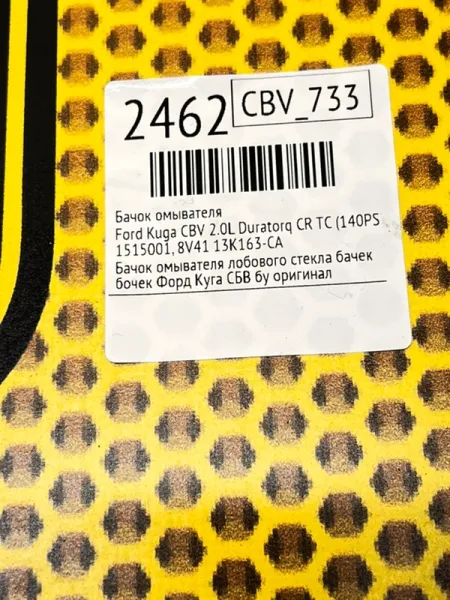 2462 CBV_733
Бачок омывателя
Ford Kuga CBV 2.0L Duratorq CR TC (140PS
1515001, 8V41 13K163-CA
Бачок омывателя лобового стекла бачек
бочек Форд Куга СБВ бу оригинал